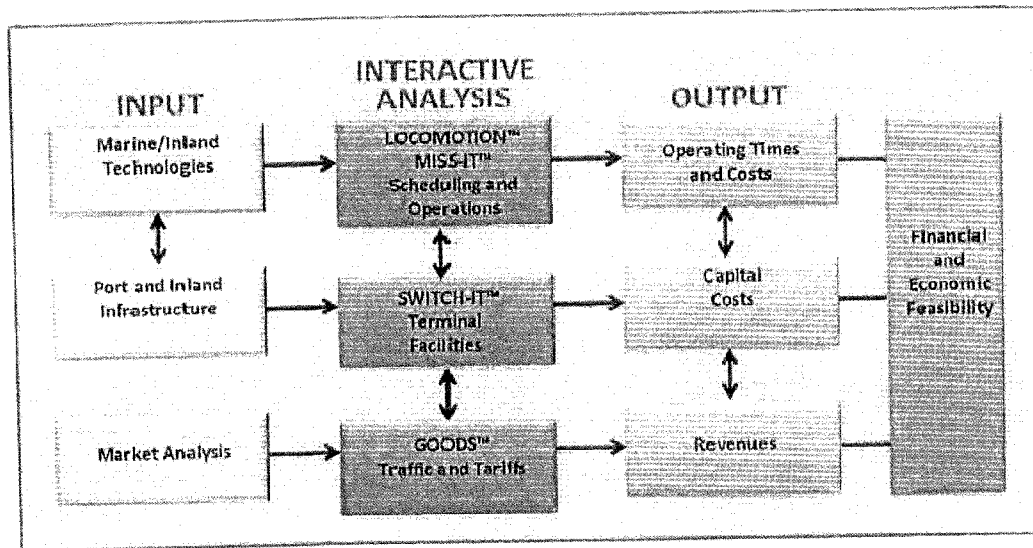 INPUT
Marine/Inland
Technologies
Port and Inland
Infrastructure
Market Analysis
INTERACTIVE
ANALYSIS
LOCOMOTION™
MISS-IT™
Scheduling and
Operations
SWITCH-IT™
Terminal
Facilities
GOODS™
Traffic and Tariffs
OUTPUT
Operating Times
and Costs
Capital
Costs
Revenues
Financial
and
Economic
Feasibility